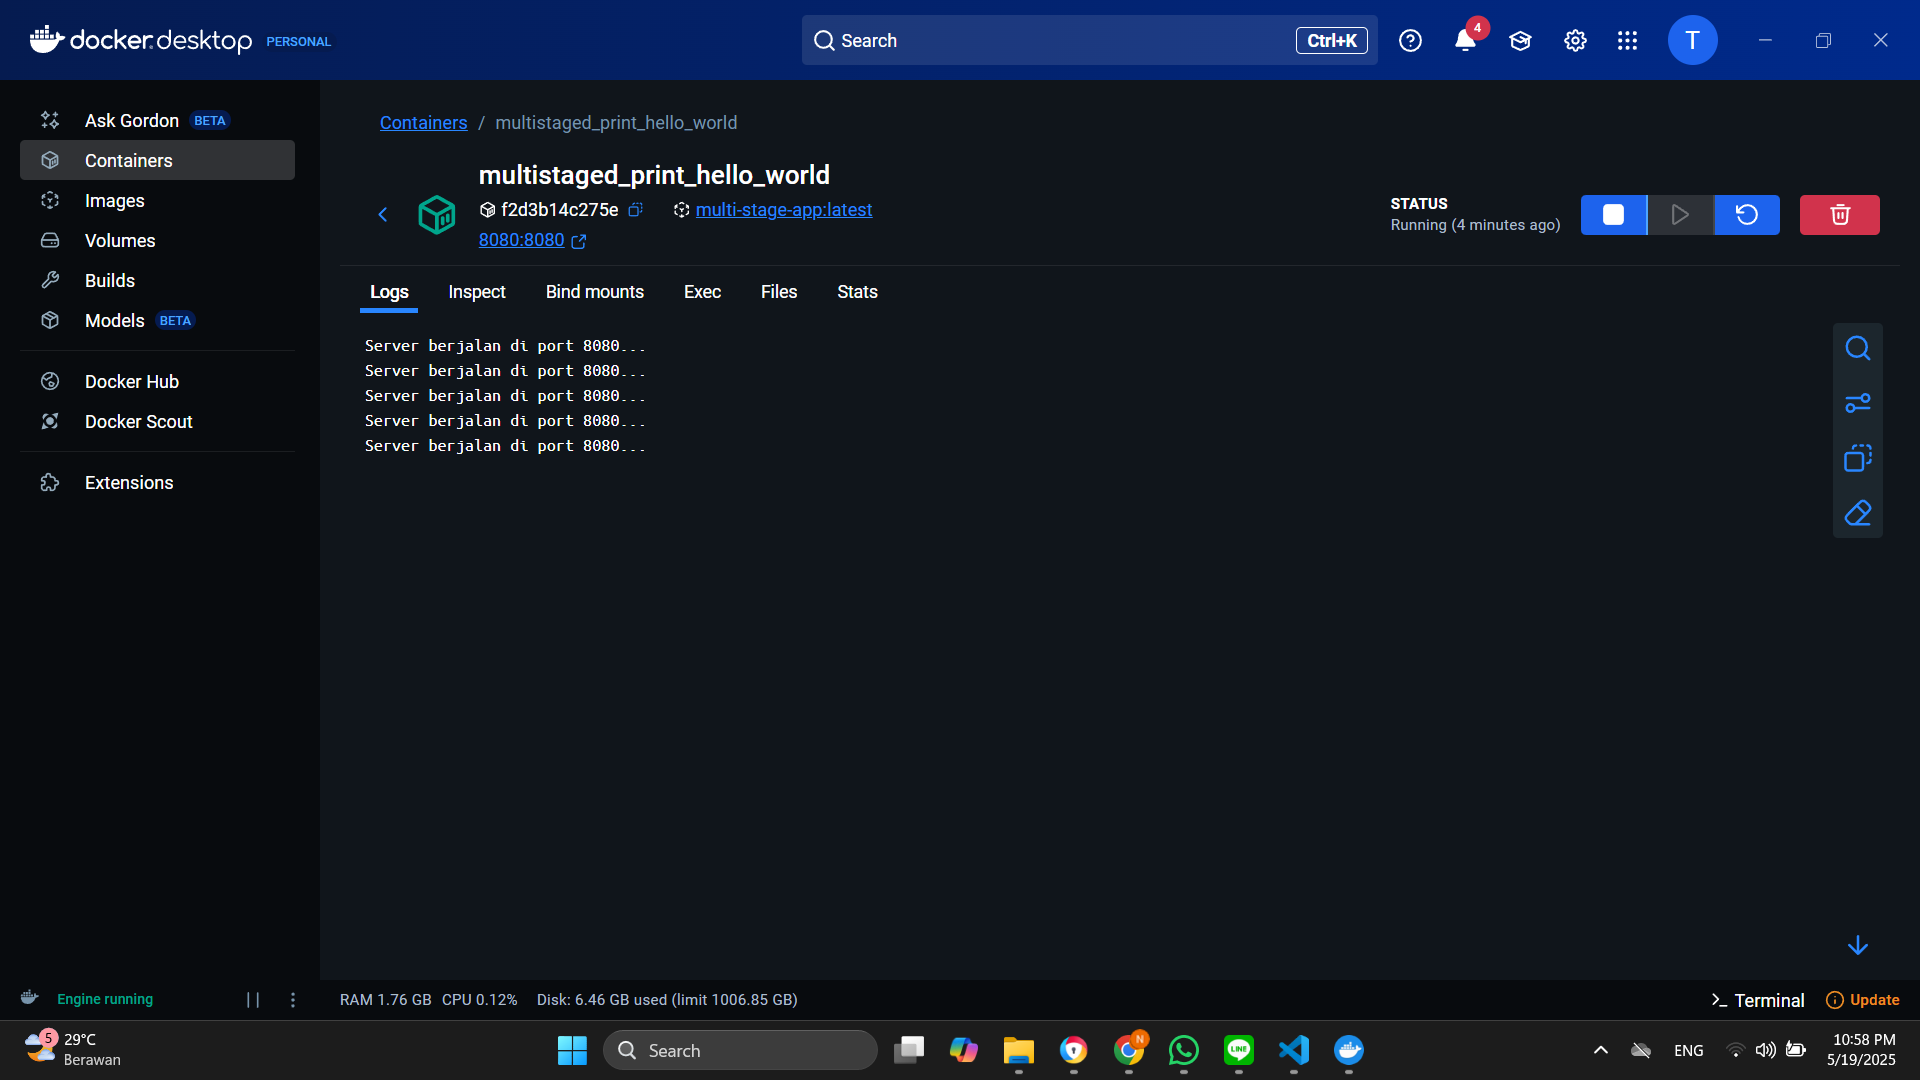 docker.desktop PERSONAL
Search
Ctrl+K
4
T
Ask Gordon BETA
Containers
Images
Volumes
Builds
Models BETA
Docker Hub
Docker Scout
Extensions
Containers / multistaged_print_hello_world
multistaged_print_hello_world
f2d3b14c275e multi-stage-app:latest
8080:8080
STATUS
Running (4 minutes ago)
Logs Inspect Bind mounts Exec Files Stats
Server berjalan di port 8080...
Server berjalan di port 8080...
Server berjalan di port 8080...
Server berjalan di port 8080...
Server berjalan di port 8080...
Engine running
RAM 1.76 GB CPU 0.12% Disk: 6.46 GB used (limit 1006.85 GB)
Terminal
Update
5
29°C
Berawan
Search
N
LINE
ENG
10:58 PM
5/19/2025